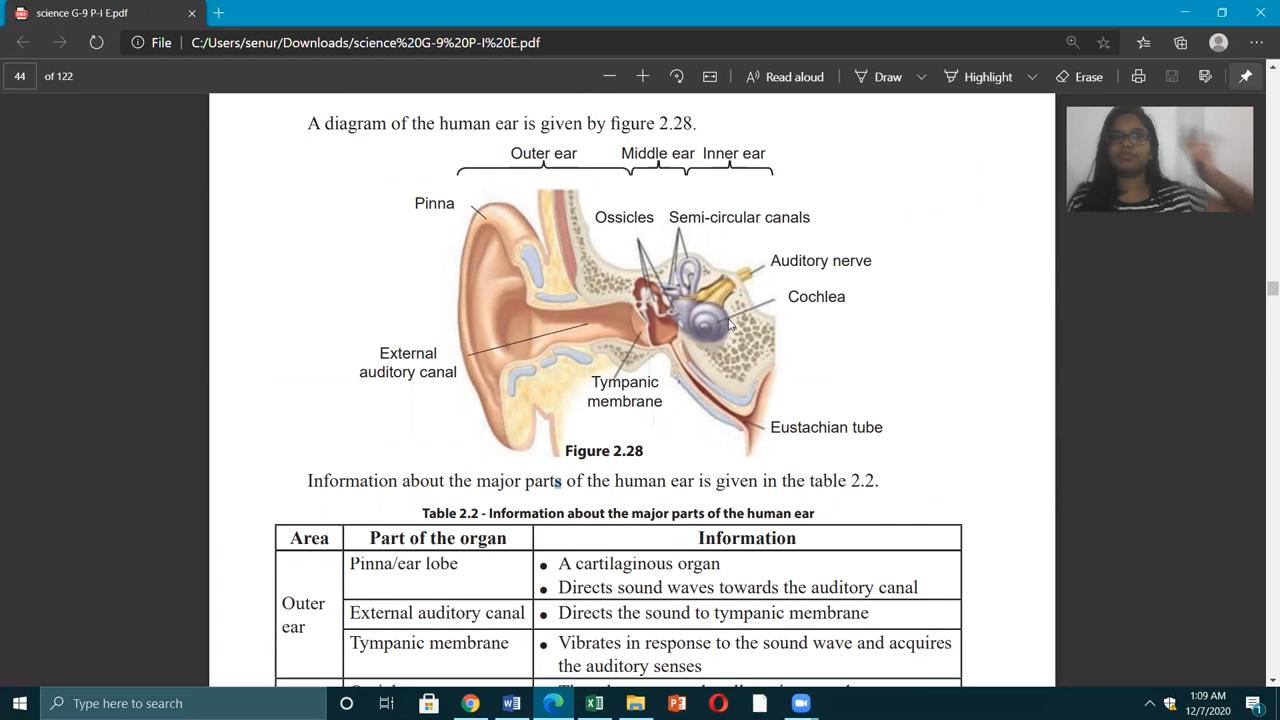 science G-9 P-I E.pdf
File C:/Users/senur/Downloads/science%20G-9%20P-I%20E.pdf
44 of 122 Read aloud Draw Highlight Erase
A diagram of the human ear is given by figure 2.28.
Outer ear Middle ear Inner ear
Pinna
Ossicles Semi-circular canals
Auditory nerve
Cochlea
External
auditory canal
Tympanic
membrane
Eustachian tube
Figure 2.28
Information about the major parts of the human ear is given in the table 2.2.
Table 2.2 - Information about the major parts of the human ear
Area Part of the organ Information
Outer
ear
Pinna/ear lobe
• A cartilaginous organ
• Directs sound waves towards the auditory canal
External auditory canal • Directs the sound to tympanic membrane
Tympanic membrane • Vibrates in response to the sound wave and acquires
the auditory senses
Type here to search
1:09 AM
12/7/2020
1